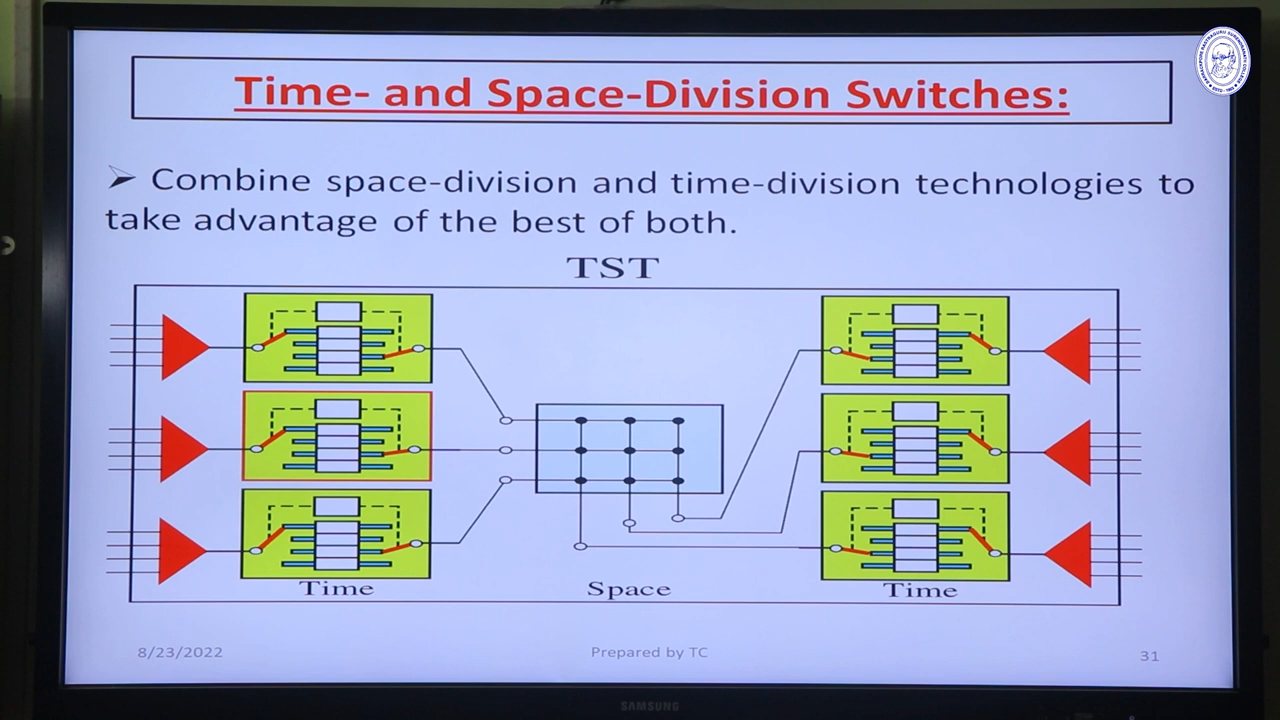 Time- and Space-Division Switches:
➢ Combine space-division and time-division technologies to
take advantage of the best of both.
TST
Time
Space
Time
8/23/2022
Prepared by TC
31
SAMSUNG